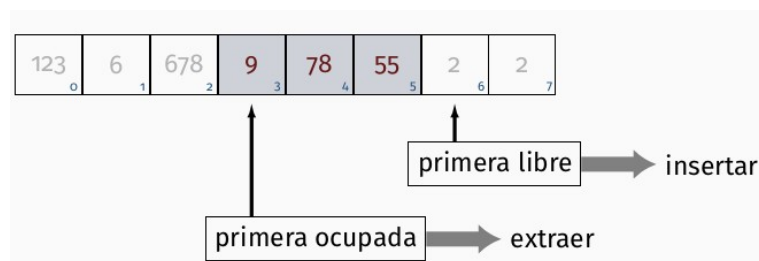 123 6 678 9 78 55 2 2
0 1 2 3 4 5 6 7
primera libre insertar
primera ocupada extraer